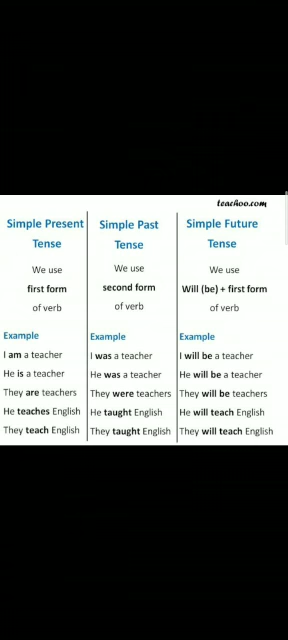 teachoo.com
Simple Present
Tense
We use
first form
of verb
Example
I am a teacher
He is a teacher
They are teachers
He teaches English
They teach English
Simple Past
Tense
We use
second form
of verb
Example
I was a teacher
He was a teacher
They were teachers
He taught English
They taught English
Simple Future
Tense
We use
Will (be) + first form
of verb
Example
I will be a teacher
He will be a teacher
They will be teachers
He will teach English
They will teach English